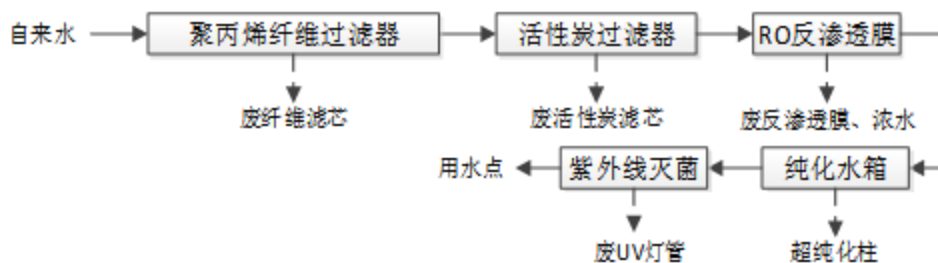 自来水 聚丙烯纤维过滤器 活性炭过滤器 RO反渗透膜
废纤维滤芯 废活性炭滤芯 废反渗透膜、浓水
用水点 紫外线灭菌 纯化水箱
废UV灯管 超纯化柱